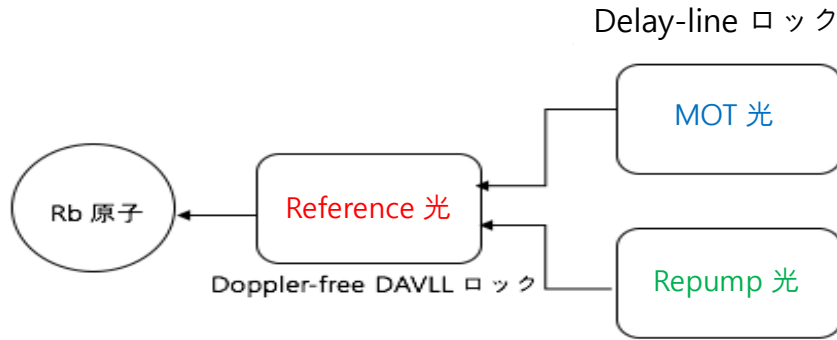 Delay-line ロック
MOT 光
Rb 原子
Reference 光
Doppler-free DAVLL ロック
Repump 光